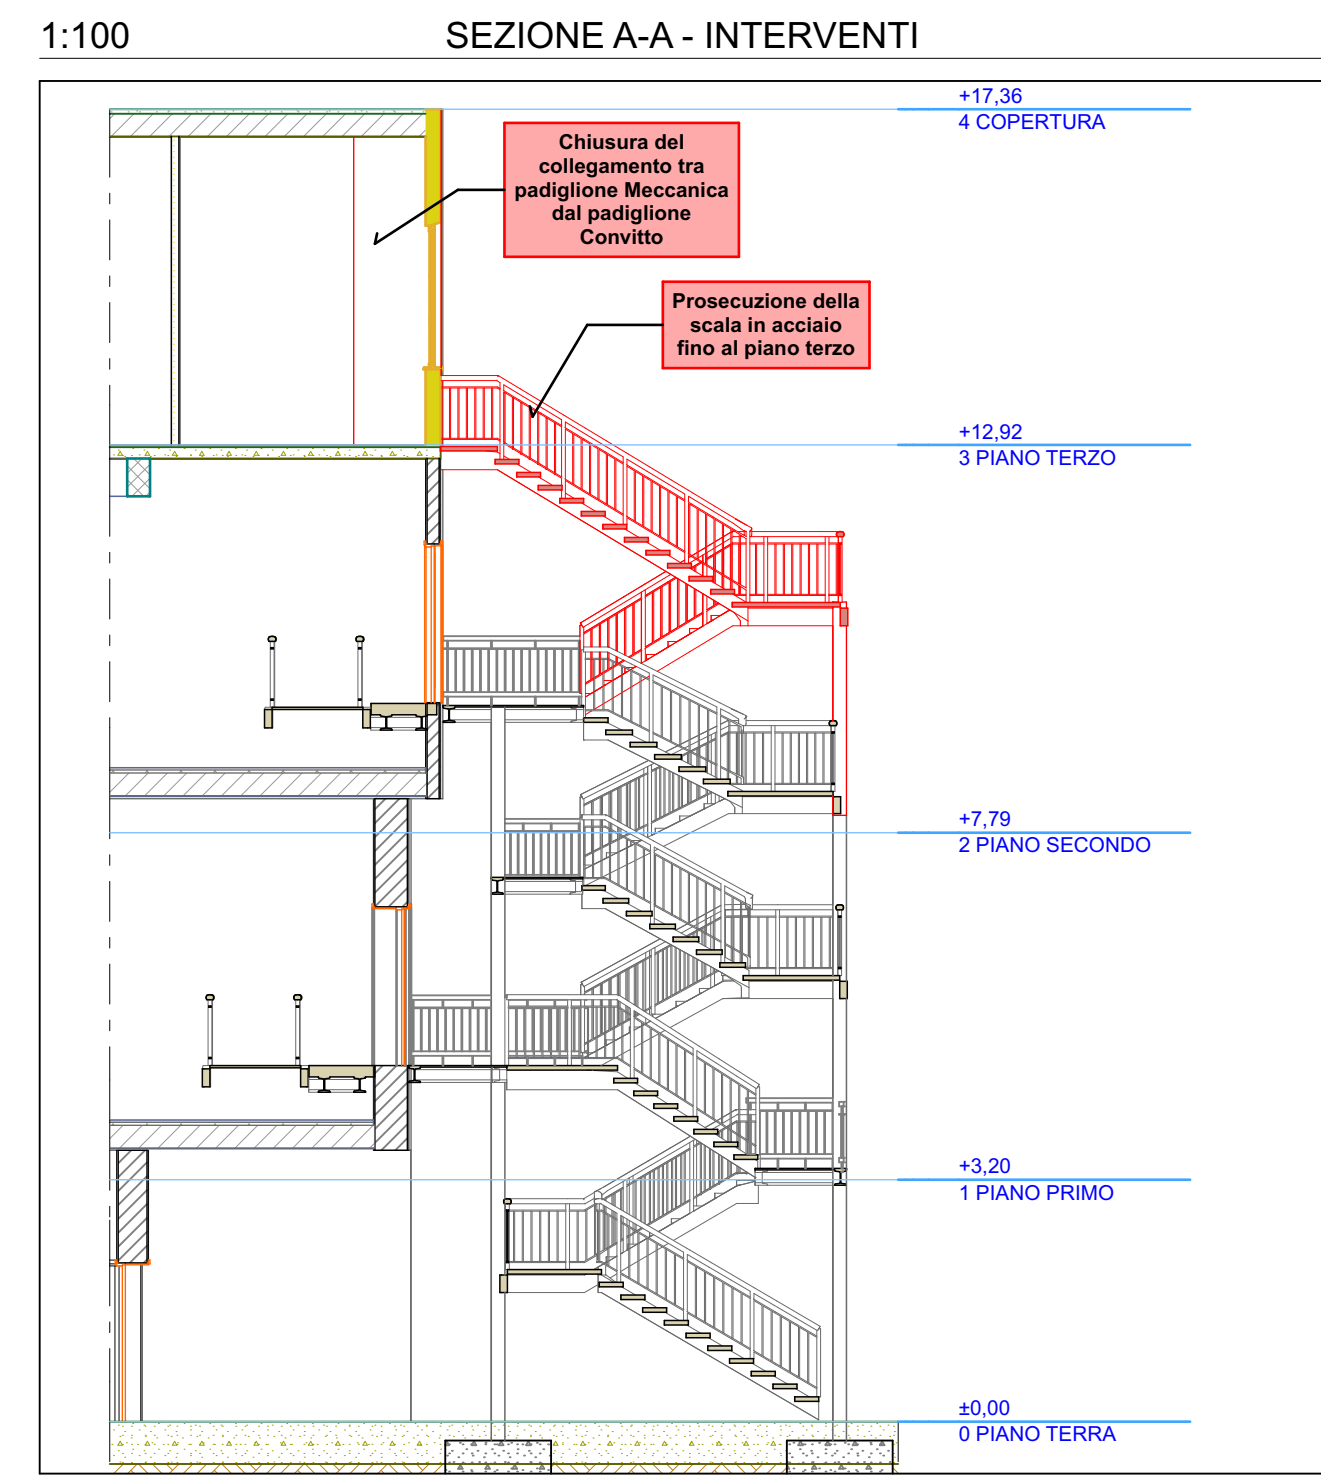 1:100
SEZIONE A-A - INTERVENTI
+17,36
4 COPERTURA
Chiusura del
collegamento tra
padiglione Meccanica
dal padiglione
Convitto
Prosecuzione della
scala in acciaio
fino al piano terzo
+12,92
3 PIANO TERZO
+7,79
2 PIANO SECONDO
+3,20
1 PIANO PRIMO
±0,00
0 PIANO TERRA